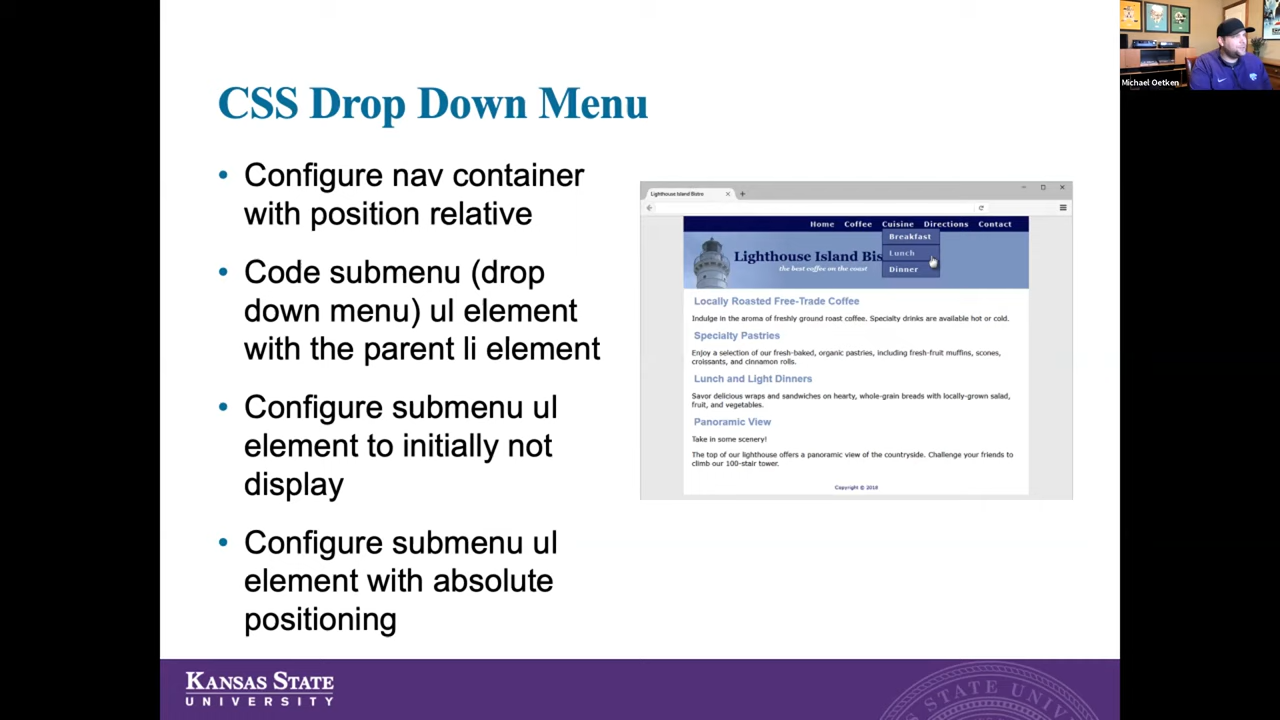 CSS Drop Down Menu
• Configure nav container
with position relative
• Code submenu (drop
down menu) ul element
with the parent li element
• Configure submenu ul
element to initially not
display
• Configure submenu ul
element with absolute
positioning
Lighthouse Island Bistro
Home Coffee Cuisine Directions Contact
Breakfast
Lunch
Dinner
Lighthouse Island Bis
the best coffee on the coast
Locally Roasted Free-Trade Coffee
Indulge in the aroma of freshly ground roast coffee. Specialty drinks are available hot or cold.
Specialty Pastries
Enjoy a selection of our fresh-baked, organic pastries, including fresh-fruit muffins, scones,
croissants, and cinnamon rolls.
Lunch and Light Dinners
Savor delicious wraps and sandwiches on hearty, whole-grain breads with locally-grown salad,
fruit, and vegetables.
Panoramic View
Take in some scenery!
The top of our lighthouse offers a panoramic view of the countryside. Challenge your friends to
climb our 100-stair tower.
Copyright © 2018
Michael Oetken
KANSAS STATE
UNIVERSITY
STATE UNI